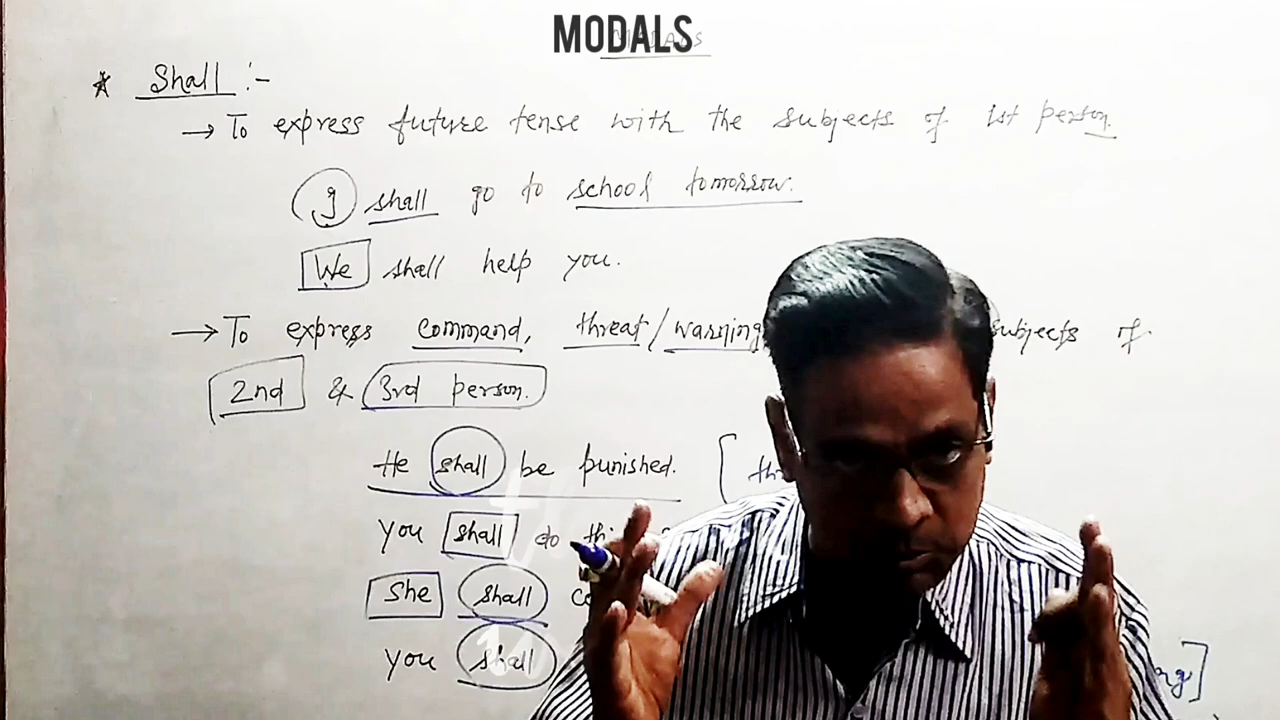 MODALS
* Shall :-
→ To express future tense with the subjects of 1st person.
I shall go to school tomorrow.
We shall help you.
→ To express command, threat/warning subjects of
2nd & 3rd person.
He shall be punished. [
You shall do
She shall
You shall ]